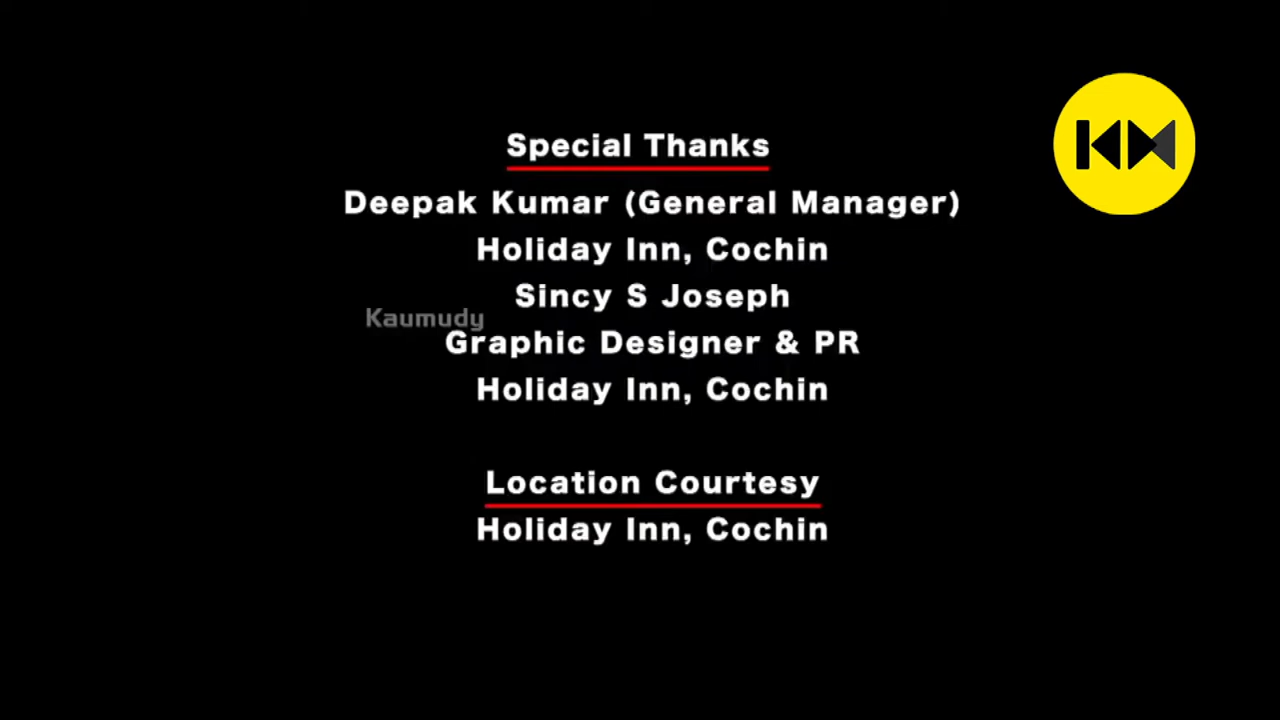 Special Thanks
Deepak Kumar (General Manager)
Holiday Inn, Cochin
Sincy S Joseph
Kaumudy
Graphic Designer & PR
Holiday Inn, Cochin
Location Courtesy
Holiday Inn, Cochin